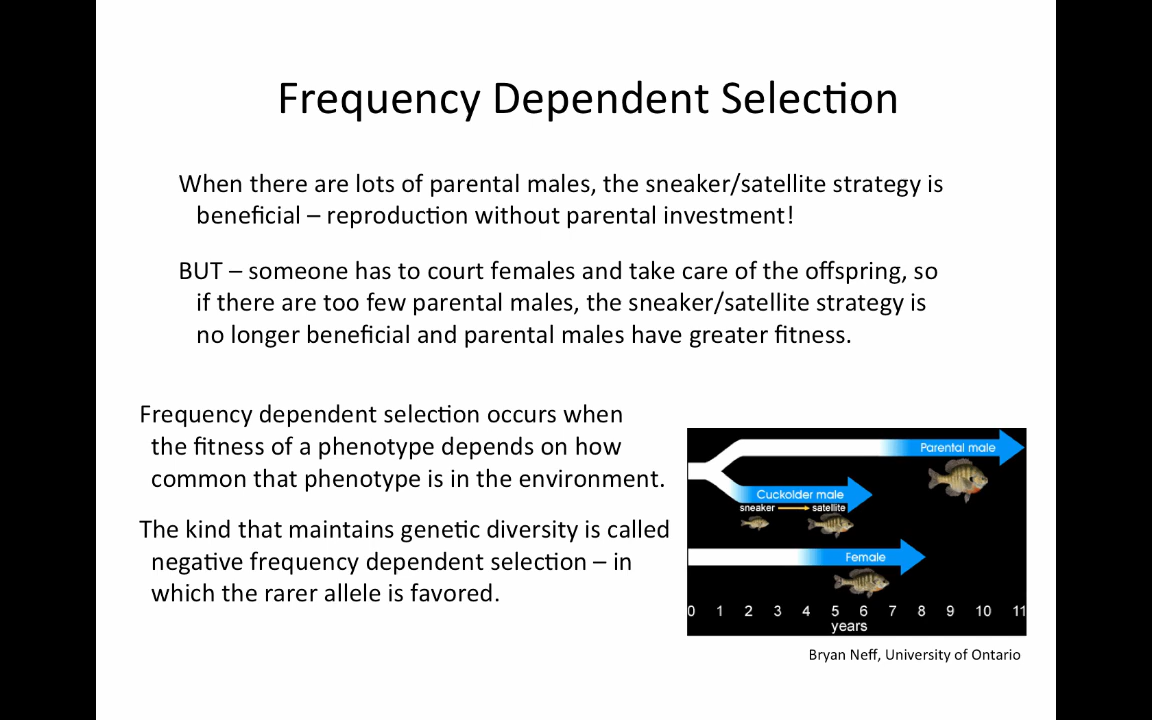 Frequency Dependent Selection
When there are lots of parental males, the sneaker/satellite strategy is
beneficial – reproduction without parental investment!
BUT – someone has to court females and take care of the offspring, so
if there are too few parental males, the sneaker/satellite strategy is
no longer beneficial and parental males have greater fitness.
Frequency dependent selection occurs when
the fitness of a phenotype depends on how
common that phenotype is in the environment.
The kind that maintains genetic diversity is called
negative frequency dependent selection – in
which the rarer allele is favored.
Parental male
Cuckolder male
sneaker satellite
Female
0 1 2 3 4 5 6 7 8 9 10 11
years
Bryan Neff, University of Ontario